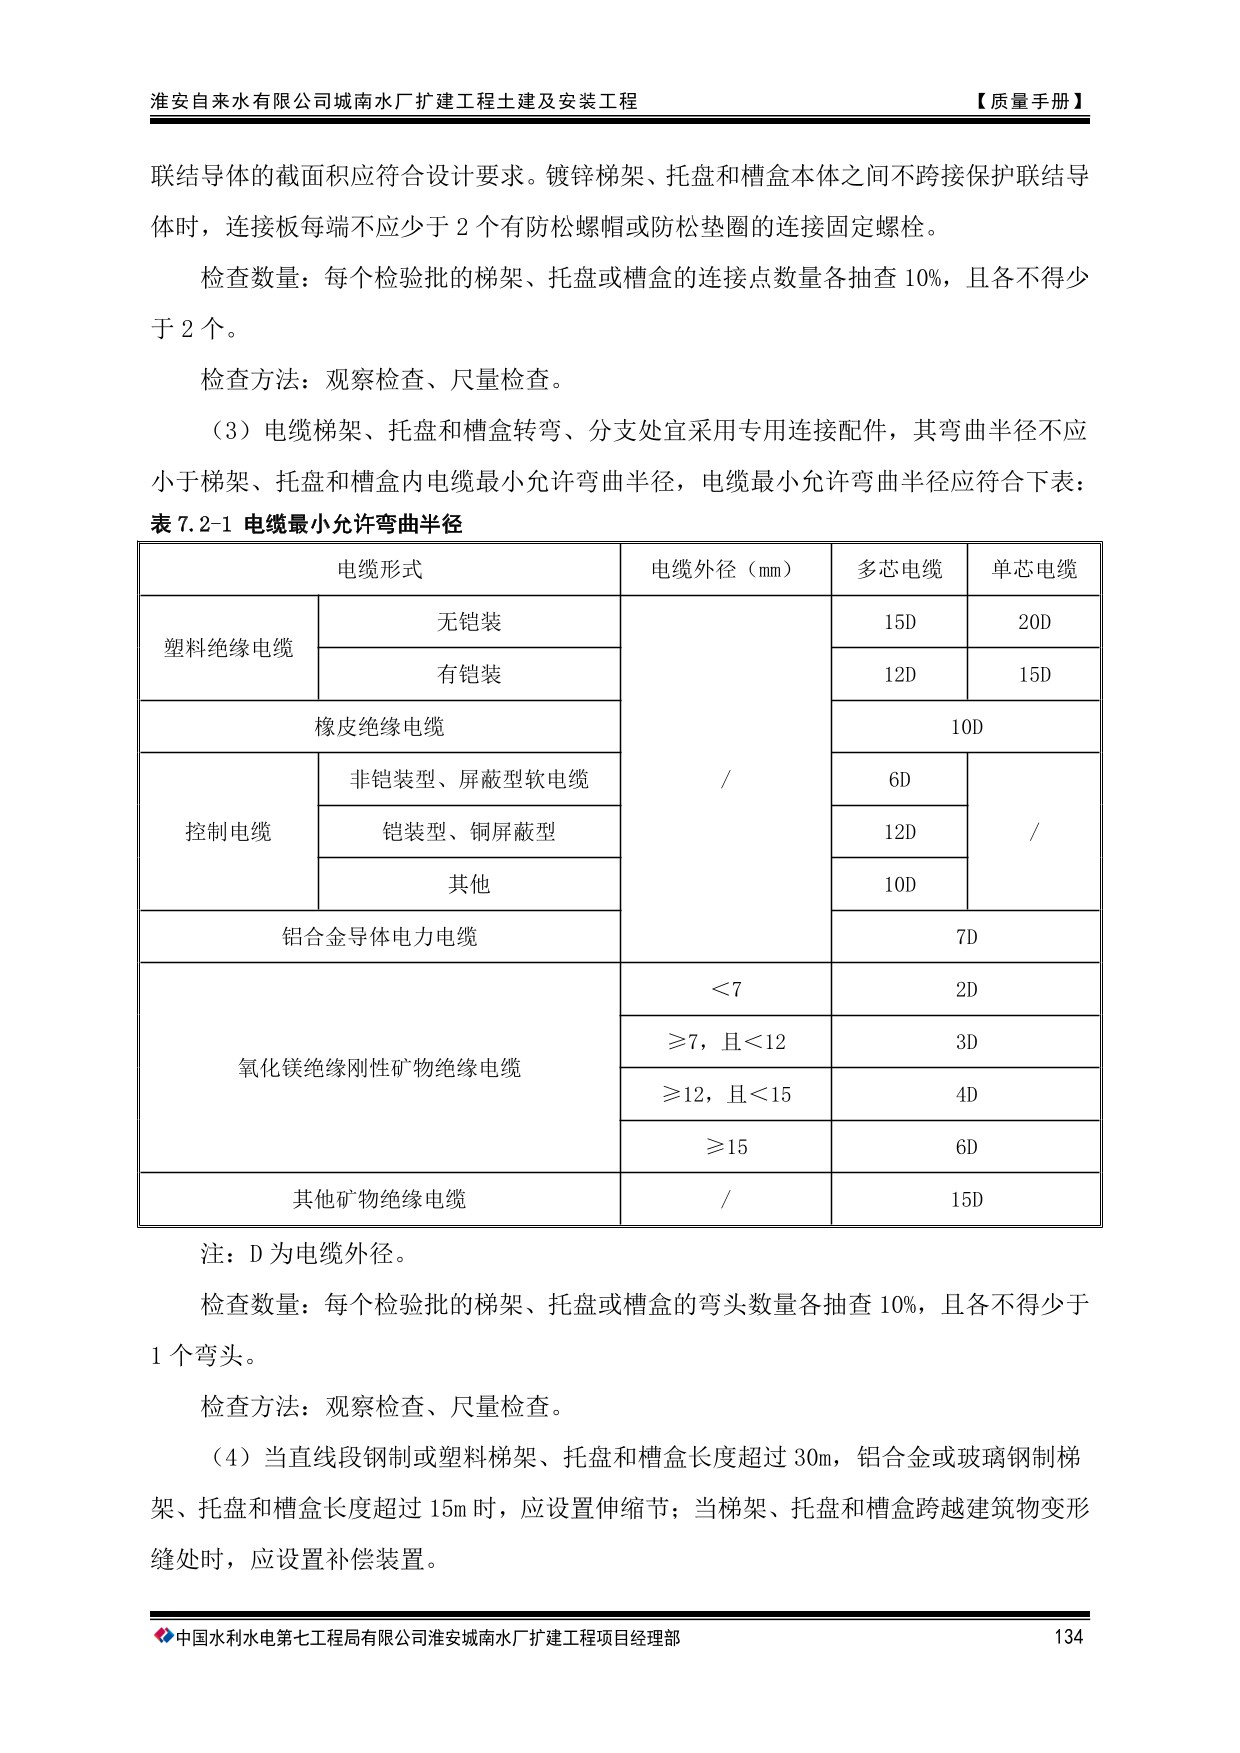 淮安自来水有限公司城南水厂扩建工程土建及安装工程 【质量手册】
联结导体的截面积应符合设计要求。镀锌梯架、托盘和槽盒本体之间不跨接保护联结导
体时，连接板每端不应少于 2 个有防松螺帽或防松垫圈的连接固定螺栓。
检查数量：每个检验批的梯架、托盘或槽盒的连接点数量各抽查 10%，且各不得少
于 2 个。
检查方法：观察检查、尺量检查。
（3）电缆梯架、托盘和槽盒转弯、分支处宜采用专用连接配件，其弯曲半径不应
小于梯架、托盘和槽盒内电缆最小允许弯曲半径，电缆最小允许弯曲半径应符合下表：
表 7.2-1 电缆最小允许弯曲半径
电缆形式 电缆外径（mm） 多芯电缆 单芯电缆
塑料绝缘电缆 无铠装 / 15D 20D
有铠装 12D 15D
橡皮绝缘电缆 10D
控制电缆 非铠装型、屏蔽型软电缆 6D /
铠装型、铜屏蔽型 12D
其他 10D
铝合金导体电力电缆 7D
氧化镁绝缘刚性矿物绝缘电缆 ＜7 2D
≥7，且＜12 3D
≥12，且＜15 4D
≥15 6D
其他矿物绝缘电缆 / 15D
注：D 为电缆外径。
检查数量：每个检验批的梯架、托盘或槽盒的弯头数量各抽查 10%，且各不得少于
1 个弯头。
检查方法：观察检查、尺量检查。
（4）当直线段钢制或塑料梯架、托盘和槽盒长度超过 30m，铝合金或玻璃钢制梯
架、托盘和槽盒长度超过 15m 时，应设置伸缩节；当梯架、托盘和槽盒跨越建筑物变形
缝处时，应设置补偿装置。
中国水利水电第七工程局有限公司淮安城南水厂扩建工程项目经理部 134